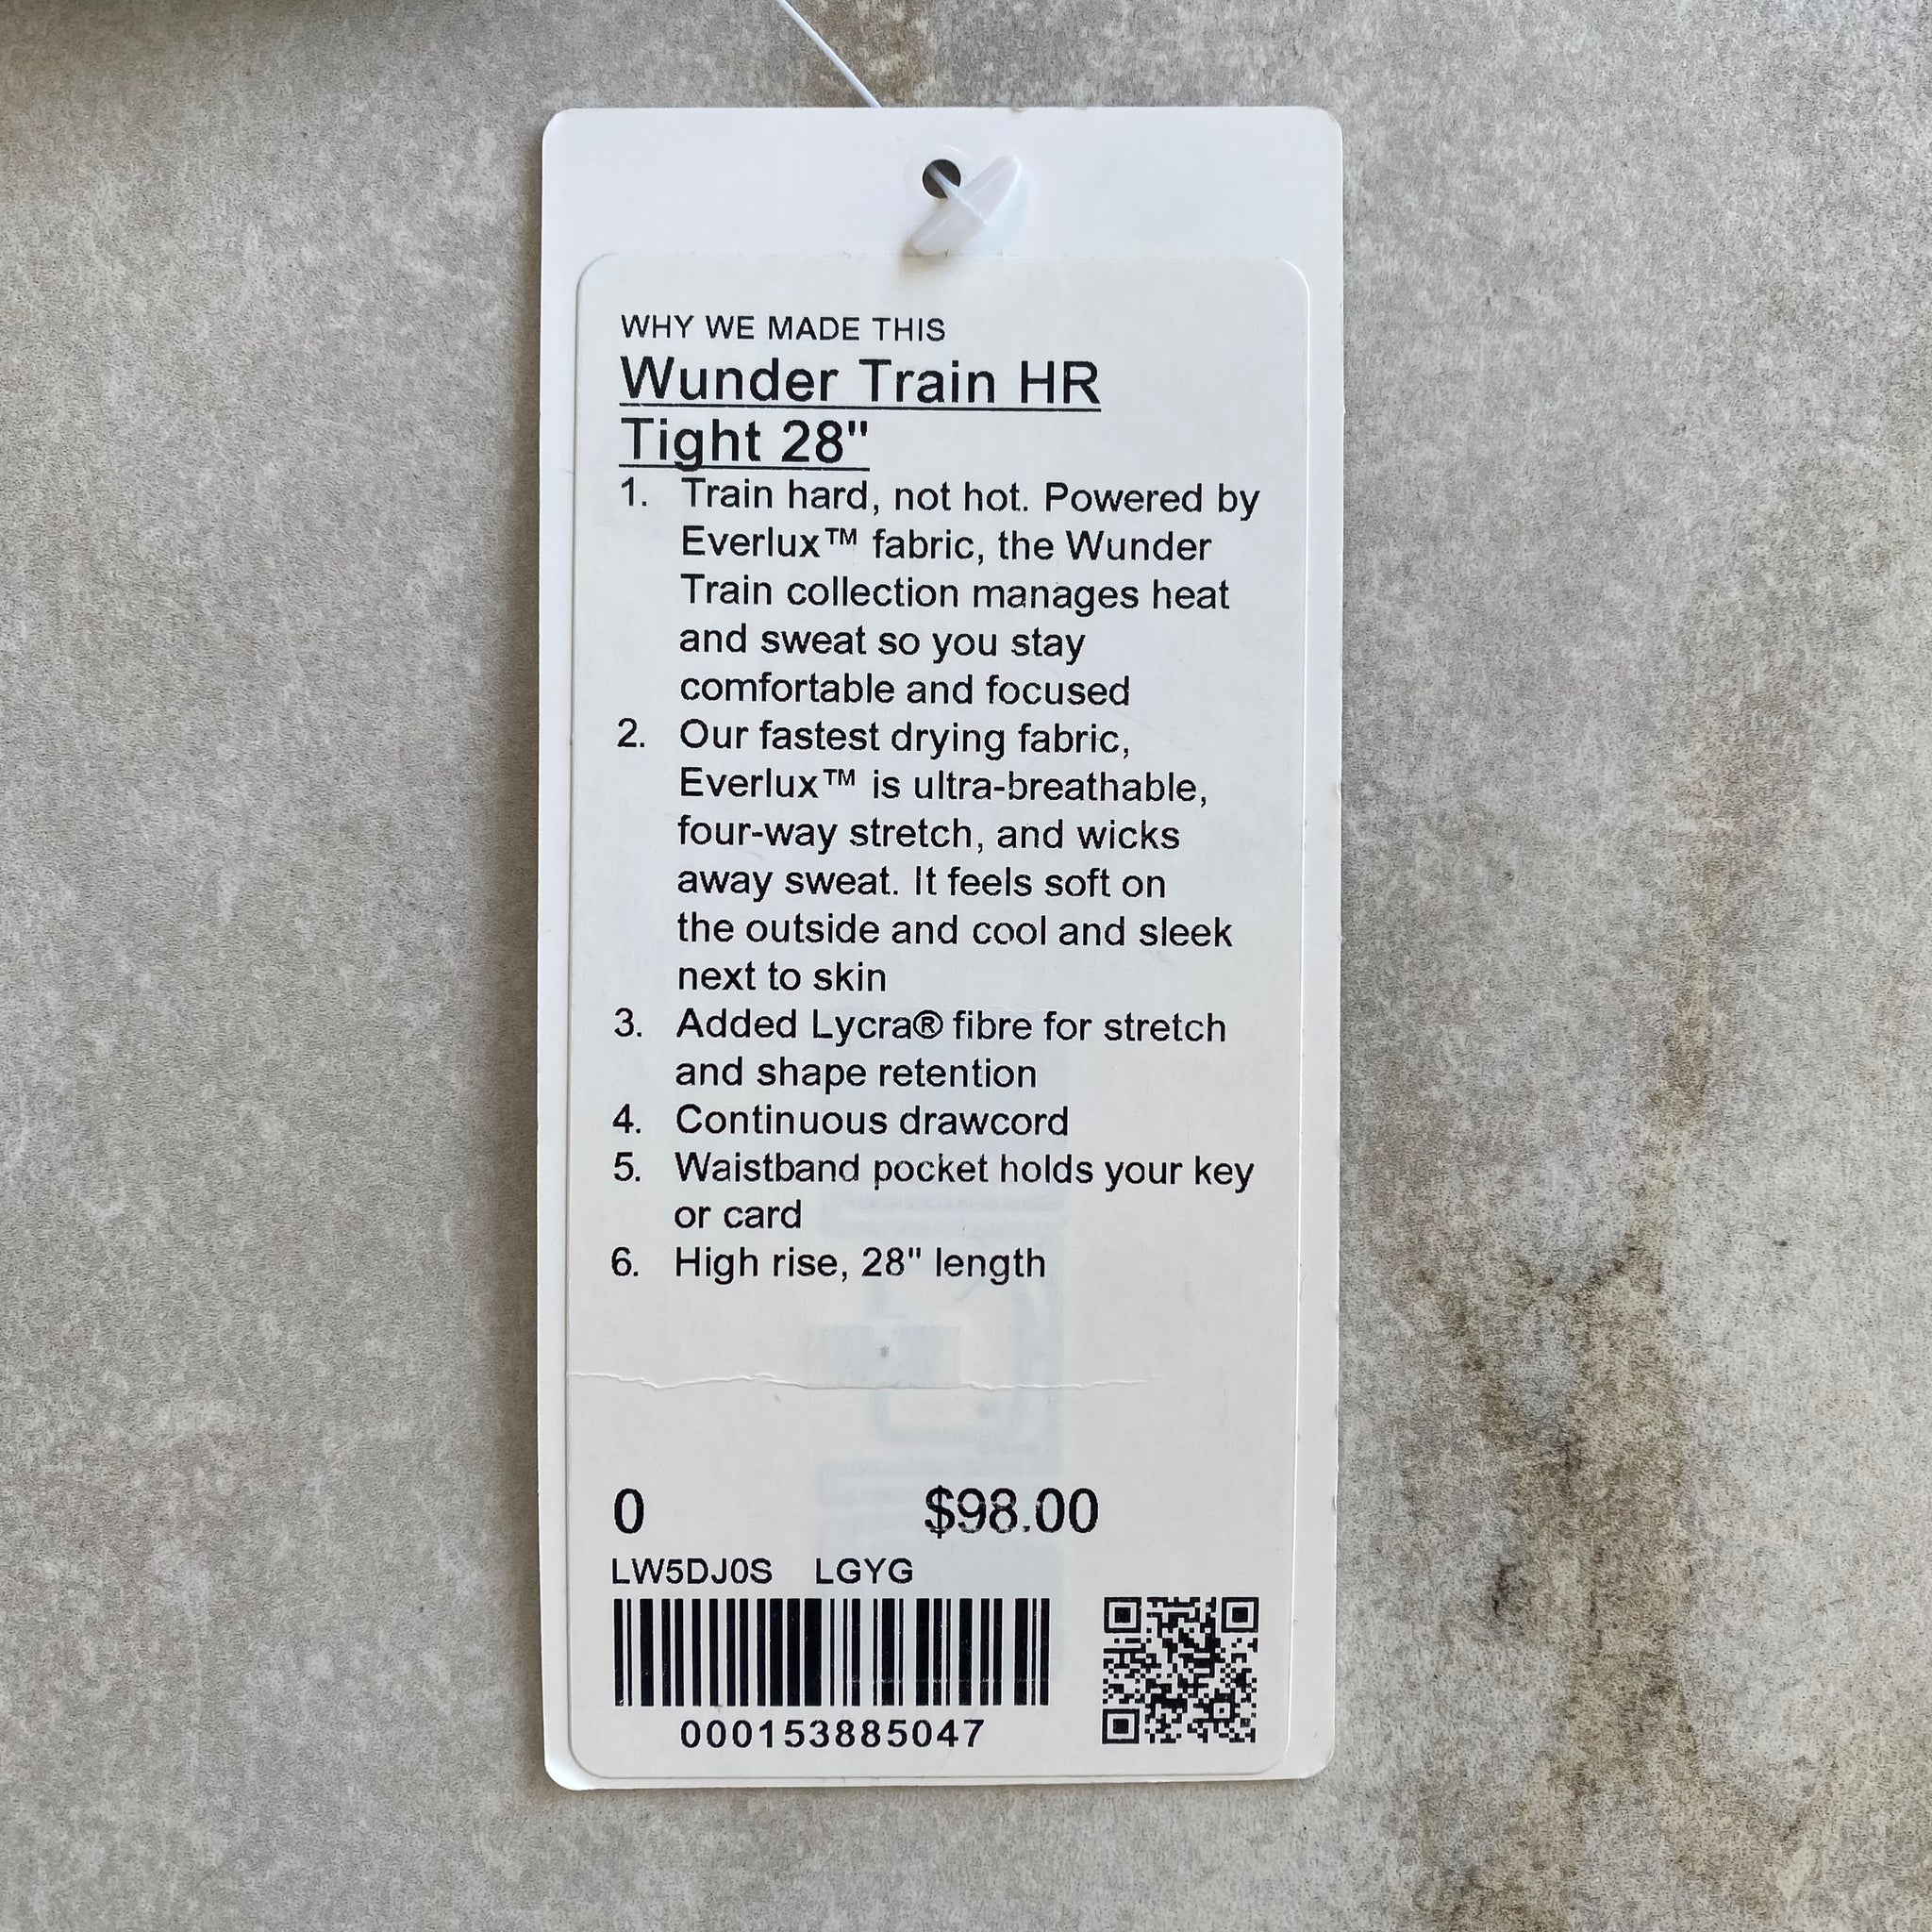 WHY WE MADE THIS
Wunder Train HR
Tight 28"
1. Train hard, not hot. Powered by
Everlux™ fabric, the Wunder
Train collection manages heat
and sweat so you stay
comfortable and focused
2. Our fastest drying fabric,
Everlux™ is ultra-breathable,
four-way stretch, and wicks
away sweat. It feels soft on
the outside and cool and sleek
next to skin
3. Added Lycra® fibre for stretch
and shape retention
4. Continuous drawcord
5. Waistband pocket holds your key
or card
6. High rise, 28" length
0 $98.00
LW5DJ0S LGYG
000153885047